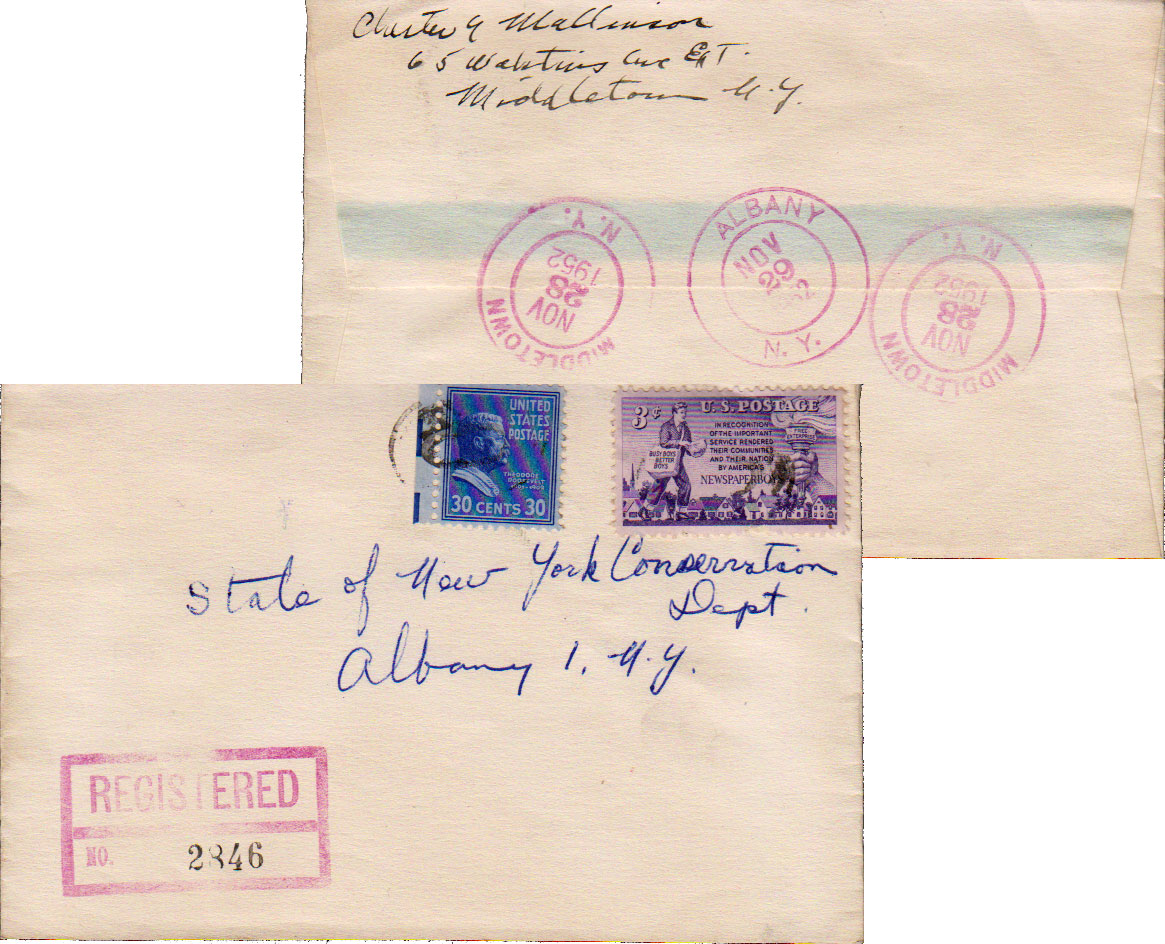 Chester G Mallinson
65 Watkins Ave Ext.
Middletown N.Y.
MIDDLETOWN
N.Y.
NOV
28
1952
ALBANY
NOV
29
N.Y.
MIDDLETOWN
N.Y.
NOV
28
1952
UNITED
STATES
POSTAGE
THEODORE
ROOSEVELT
30 CENTS 30
3¢ U.S. POSTAGE
IN RECOGNITION
OF THE IMPORTANT
SERVICE RENDERED
THEIR COMMUNITIES
AND THEIR NATION
BY AMERICA'S
NEWSPAPERBOYS
BUSY BOYS
BETTER
BOYS
FREE
ENTERPRISE
State of New York Conservation
Dept.
Albany 1, N.Y.
REGISTERED
NO. 2846